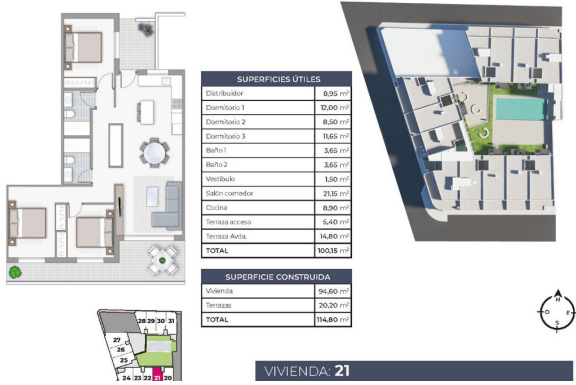 SUPERFICIES ÚTILES
Distribuidor 8,95 m²
Dormitorio 1 12,00 m²
Dormitorio 2 8,50 m²
Dormitorio 3 11,65 m²
Baño 1 3,65 m²
Baño 2 3,65 m²
Vestíbulo 1,50 m²
Salón comedor 21,15 m²
Cocina 8,90 m²
Terraza acceso 5,40 m²
Terraza Avda. 14,80 m²
TOTAL 100,15 m²
SUPERFICIE CONSTRUIDA
Vivienda 94,60 m²
Terrazas 20,20 m²
TOTAL 114,80 m²
N
O E
S
28 29 30 31
27
26
25
24 23 22 21 20
VIVIENDA: 21